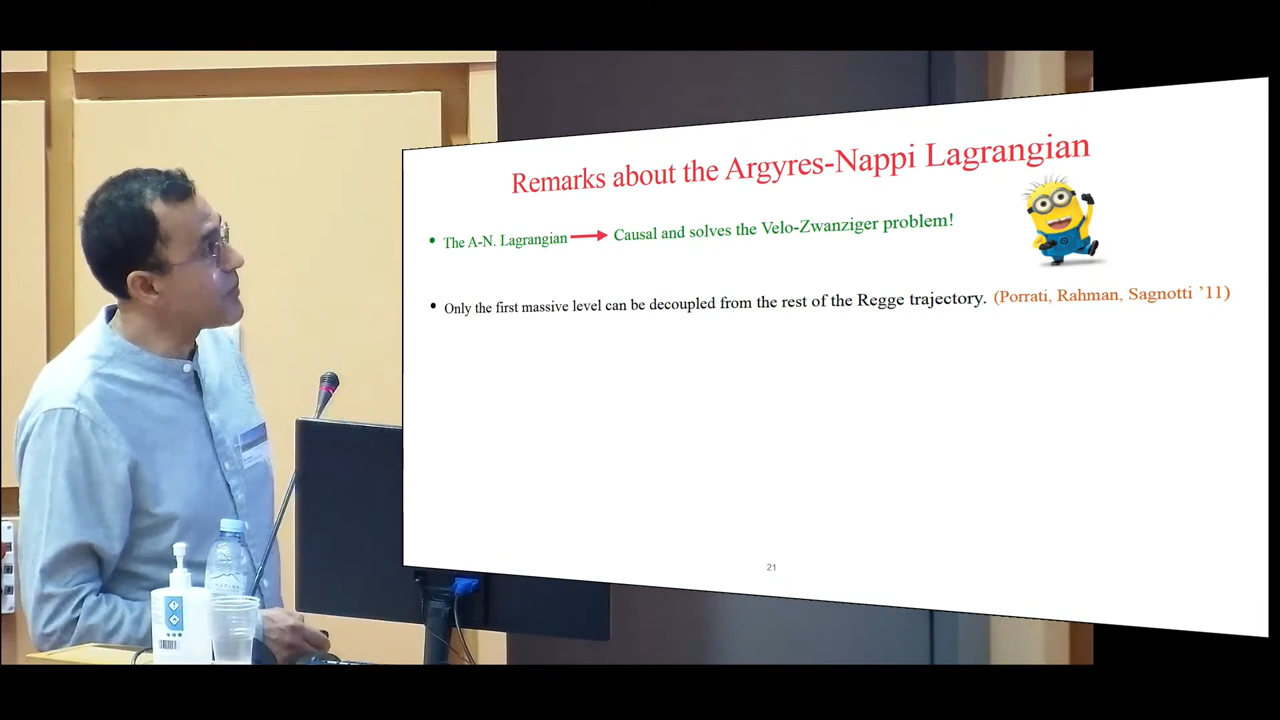 Remarks about the Argyres-Nappi Lagrangian
• The A-N. Lagrangian → Causal and solves the Velo-Zwanziger problem!
• Only the first massive level can be decoupled from the rest of the Regge trajectory. (Porrati, Rahman, Sagnotti ’11)
21